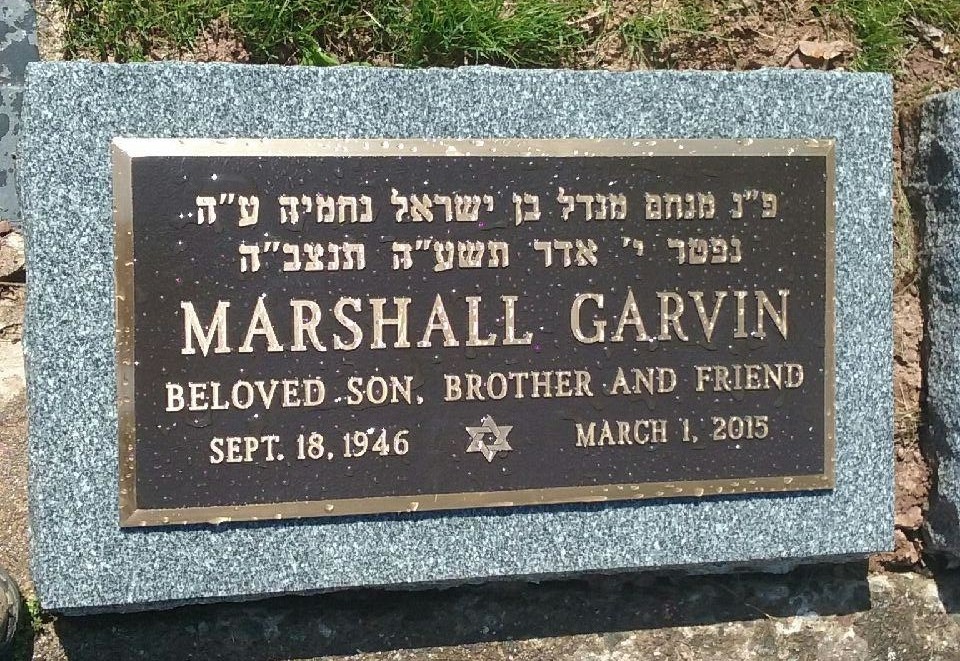 פ"נ מנחם מנדל בן ישראל נחמיה ע"ה
נפטר י' אדר תשע"ה תנצב"ה
MARSHALL GARVIN
BELOVED SON, BROTHER AND FRIEND
SEPT. 18, 1946 MARCH 1, 2015